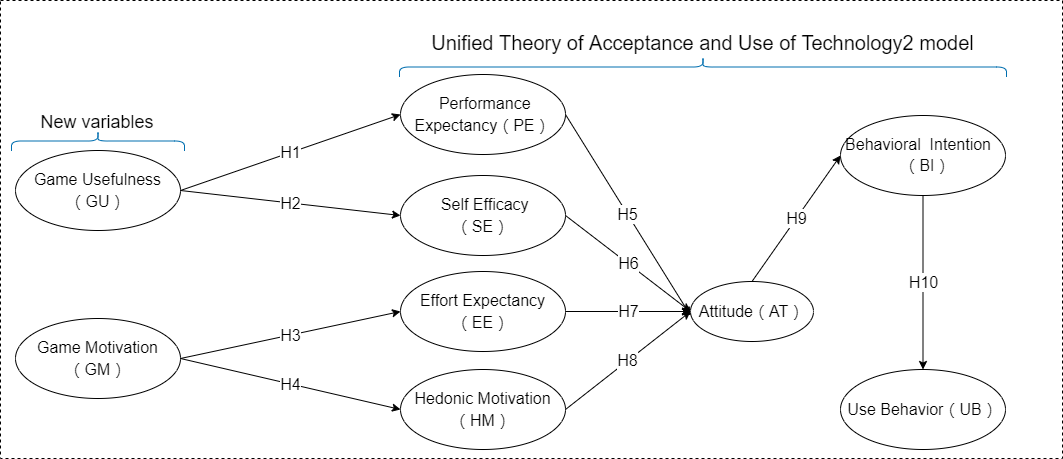 Unified Theory of Acceptance and Use of Technology2 model
New variables
Game Usefulness
( GU )
Game Motivation
( GM )
H1
H2
H3
H4
Performance
Expectancy ( PE )
Self Efficacy
( SE )
Effort Expectancy
( EE )
Hedonic Motivation
( HM )
H5
H6
H7
H8
Attitude ( AT )
H9
Behavioral Intention
( BI )
H10
Use Behavior ( UB )